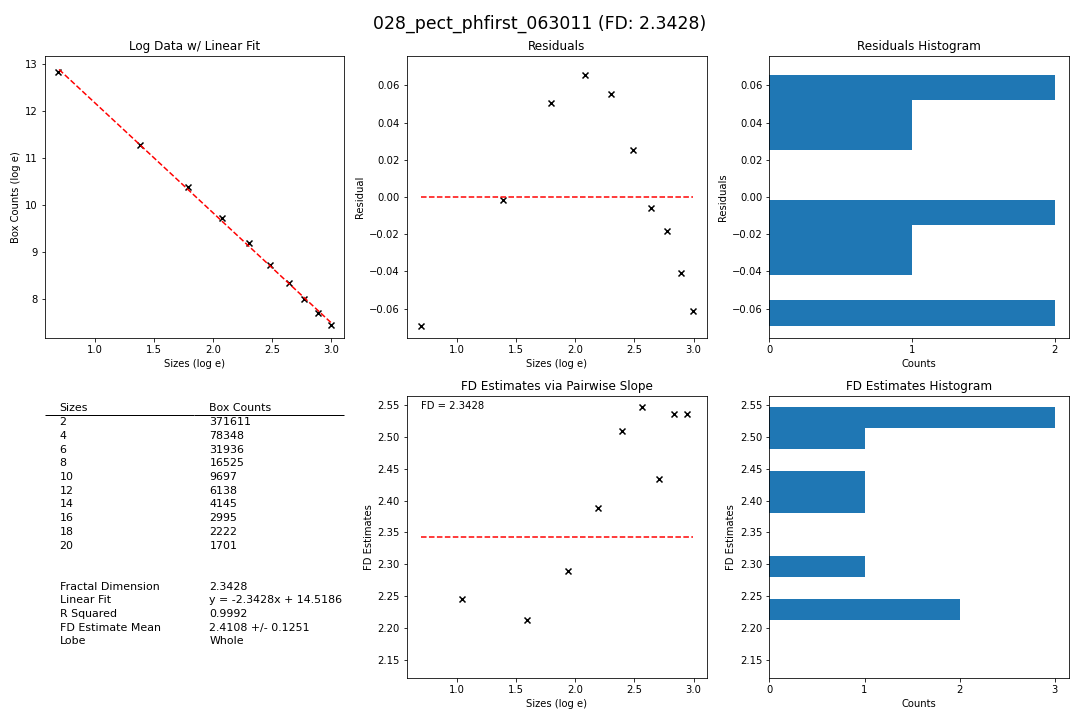 028_pect_phfirst_063011 (FD: 2.3428)
Log Data w/ Linear Fit
Box Counts (log e)
13
12
11
10
9
8
1.0 1.5 2.0 2.5 3.0
Sizes (log e)
Residuals
Residual
0.06
0.04
0.02
0.00
−0.02
−0.04
−0.06
1.0 1.5 2.0 2.5 3.0
Sizes (log e)
Residuals Histogram
Residuals
0.06
0.04
0.02
0.00
−0.02
−0.04
−0.06
0 1 2
Counts
Sizes Box Counts
2 371611
4 78348
6 31936
8 16525
10 9697
12 6138
14 4145
16 2995
18 2222
20 1701
Fractal Dimension 2.3428
Linear Fit y = -2.3428x + 14.5186
R Squared 0.9992
FD Estimate Mean 2.4108 +/- 0.1251
Lobe Whole
FD Estimates via Pairwise Slope
FD = 2.3428
FD Estimates
2.55
2.50
2.45
2.40
2.35
2.30
2.25
2.20
2.15
1.0 1.5 2.0 2.5 3.0
Sizes (log e)
FD Estimates Histogram
FD Estimates
2.55
2.50
2.45
2.40
2.35
2.30
2.25
2.20
2.15
0 1 2 3
Counts